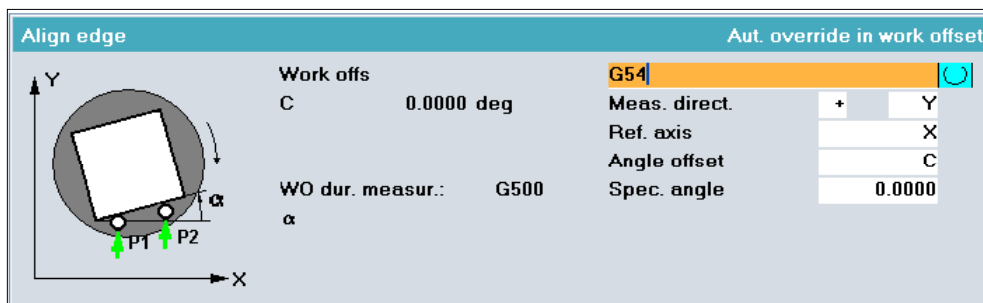 Align edge Aut. override in work offset
Y
Work offs G54
C 0.0000 deg Meas. direct. + Y
Ref. axis X
Angle offset C
WO dur. measur.: G500 Spec. angle 0.0000
α
α
P1 P2
X